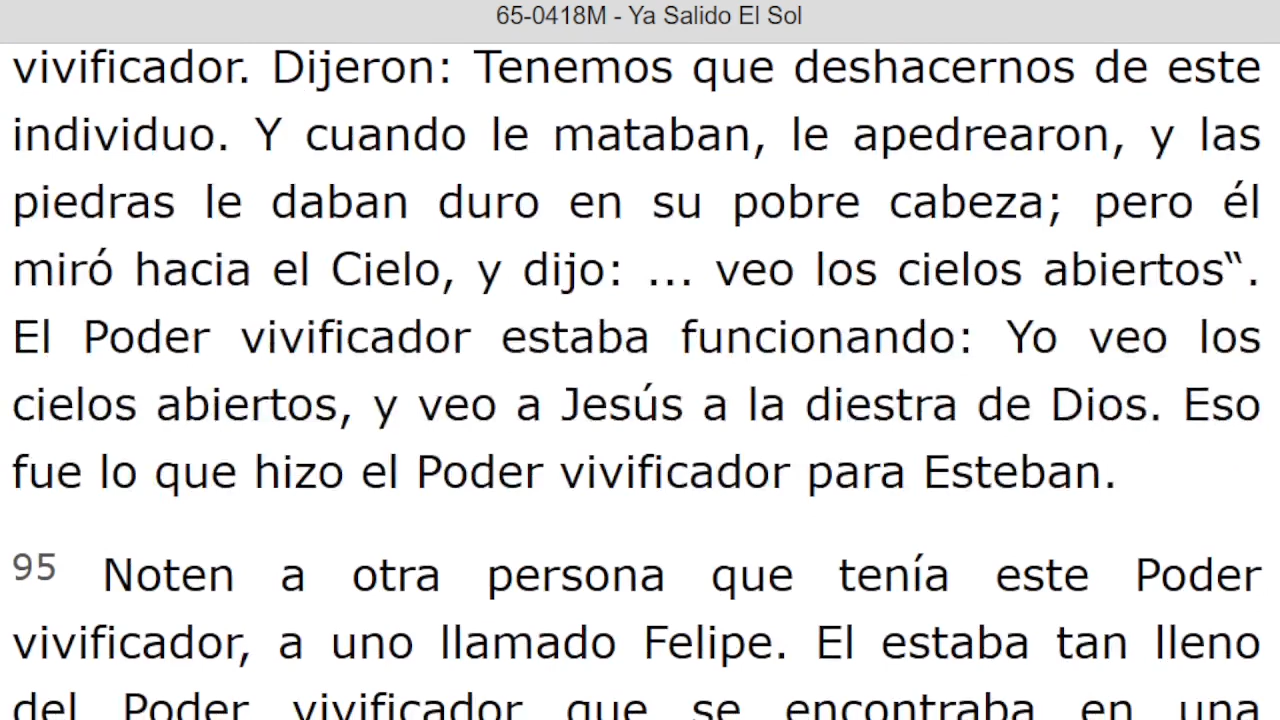 65-0418M - Ya Salido El Sol
vivificador. Dijeron: Tenemos que deshacernos de este
individuo. Y cuando le mataban, le apedrearon, y las
piedras le daban duro en su pobre cabeza; pero él
miró hacia el Cielo, y dijo: ... veo los cielos abiertos“.
El Poder vivificador estaba funcionando: Yo veo los
cielos abiertos, y veo a Jesús a la diestra de Dios. Eso
fue lo que hizo el Poder vivificador para Esteban.
95 Noten a otra persona que tenía este Poder
vivificador, a uno llamado Felipe. El estaba tan lleno
del Poder vivificador que se encontraba en una